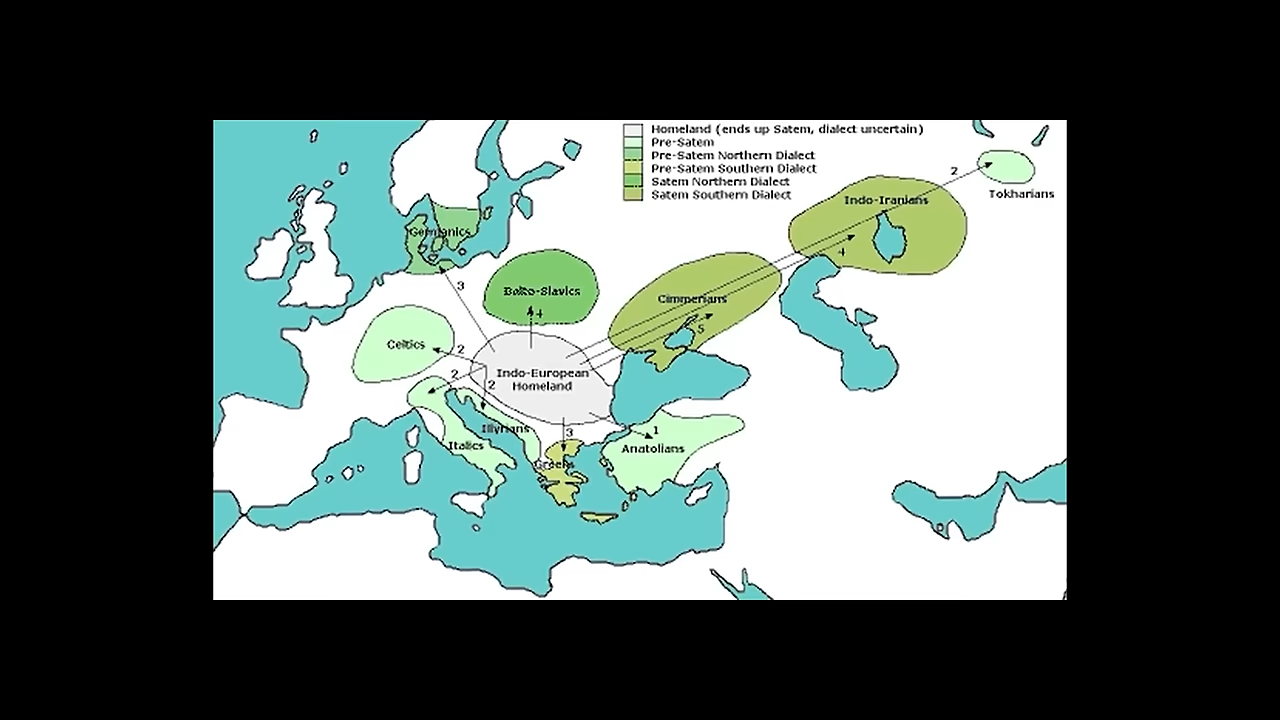 Homeland (ends up Satem, dialect uncertain)
Pre-Satem
Pre-Satem Northern Dialect
Pre-Satem Southern Dialect
Satem Northern Dialect
Satem Southern Dialect
2
Tokharians
Indo-Iranians
Germanics
4
3
Balto-Slavics
Cimmerians
4
5
Celtics
2
2
2
Indo-European
Homeland
Illyrians
3
1
Italics
Anatolians
Greeks